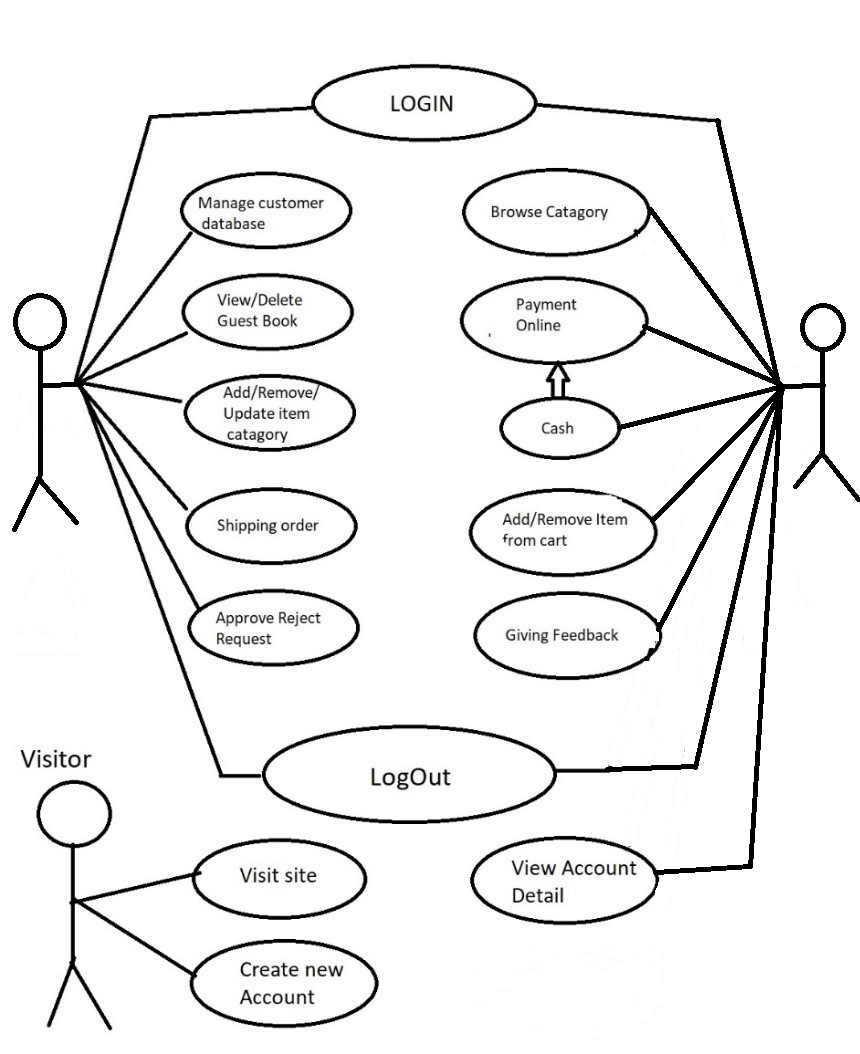 LOGIN
Manage customer
database
Browse Catagory
View/Delete
Guest Book
Payment
Online
Add/Remove/
Update item
catagory
Cash
Shipping order
Add/Remove Item
from cart
Approve Reject
Request
Giving Feedback
Visitor
LogOut
Visit site
View Account
Detail
Create new
Account